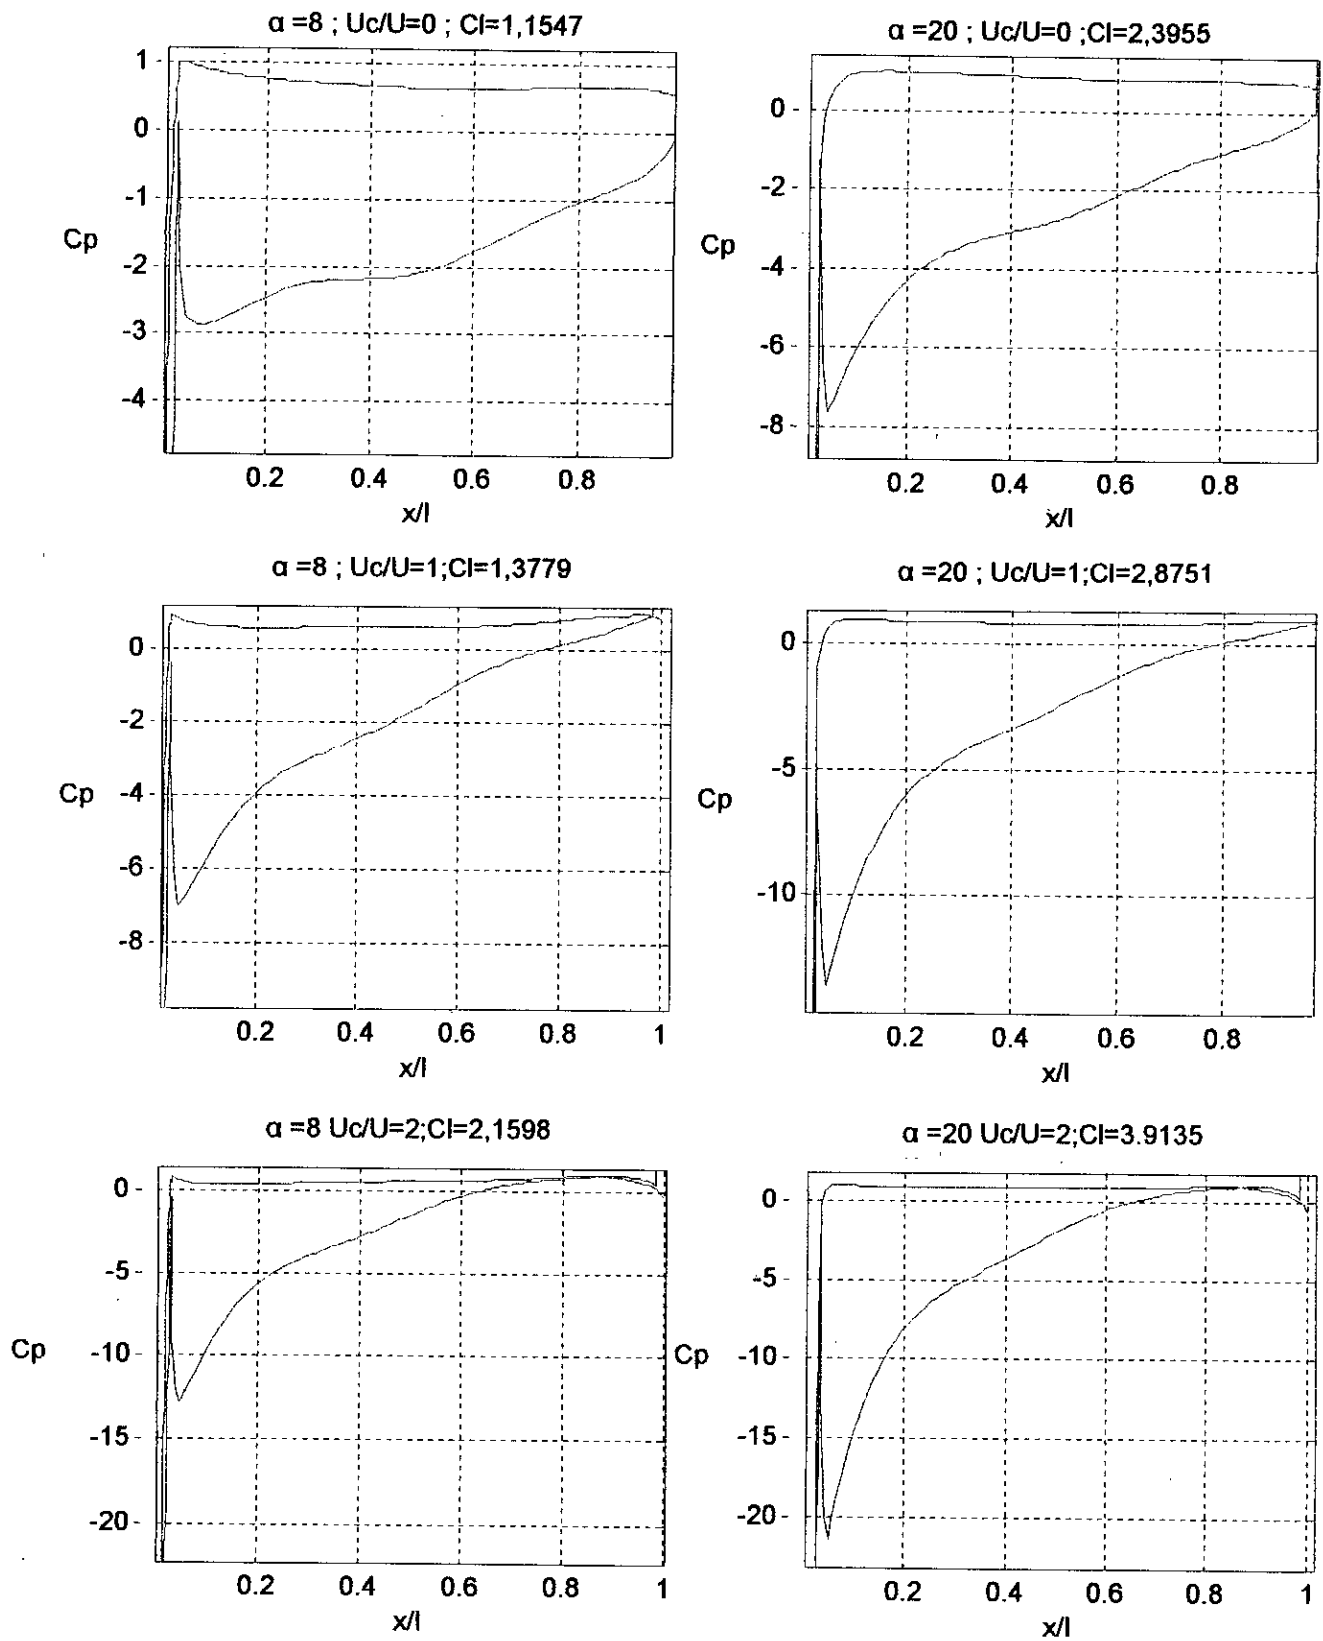 α =8 ; Uc/U=0 ; Cl=1,1547
1
0
-1
-2
-3
-4
Cp
0.2 0.4 0.6 0.8
x/l
α =20 ; Uc/U=0 ;Cl=2,3955
0
-2
-4
-6
-8
Cp
0.2 0.4 0.6 0.8
x/l
α =8 ; Uc/U=1;Cl=1,3779
0
-2
-4
-6
-8
Cp
0.2 0.4 0.6 0.8 1
x/l
α =20 ; Uc/U=1;Cl=2,8751
0
-5
-10
Cp
0.2 0.4 0.6 0.8
x/l
α =8 Uc/U=2;Cl=2,1598
0
-5
-10
-15
-20
Cp
0.2 0.4 0.6 0.8 1
x/l
α =20 Uc/U=2;Cl=3.9135
0
-5
-10
-15
-20
Cp
0.2 0.4 0.6 0.8 1
x/l